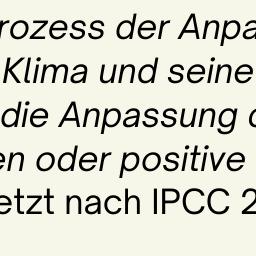 rozess der Anpa
Klima und seine
die Anpassung
en oder positive
etzt nach IPCC 2